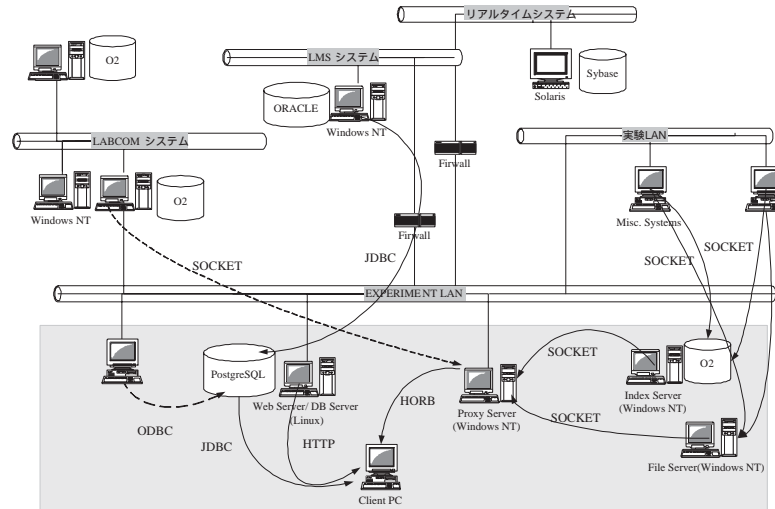 リアルタイムシステム
O2
LMS システム
Sybase
Solaris
ORACLE
Windows NT
LABCOM システム
実験LAN
Firwall
O2
Windows NT
Misc. Systems
Firwall
SOCKET
SOCKET
SOCKET
JDBC
EXPERIMENT LAN
SOCKET
O2
PostgreSQL
Index Server
(Windows NT)
Web Server/ DB Server
(Linux)
HORB
Proxy Server
(Windows NT)
SOCKET
ODBC
JDBC
HTTP
File Server(Windows NT)
Client PC